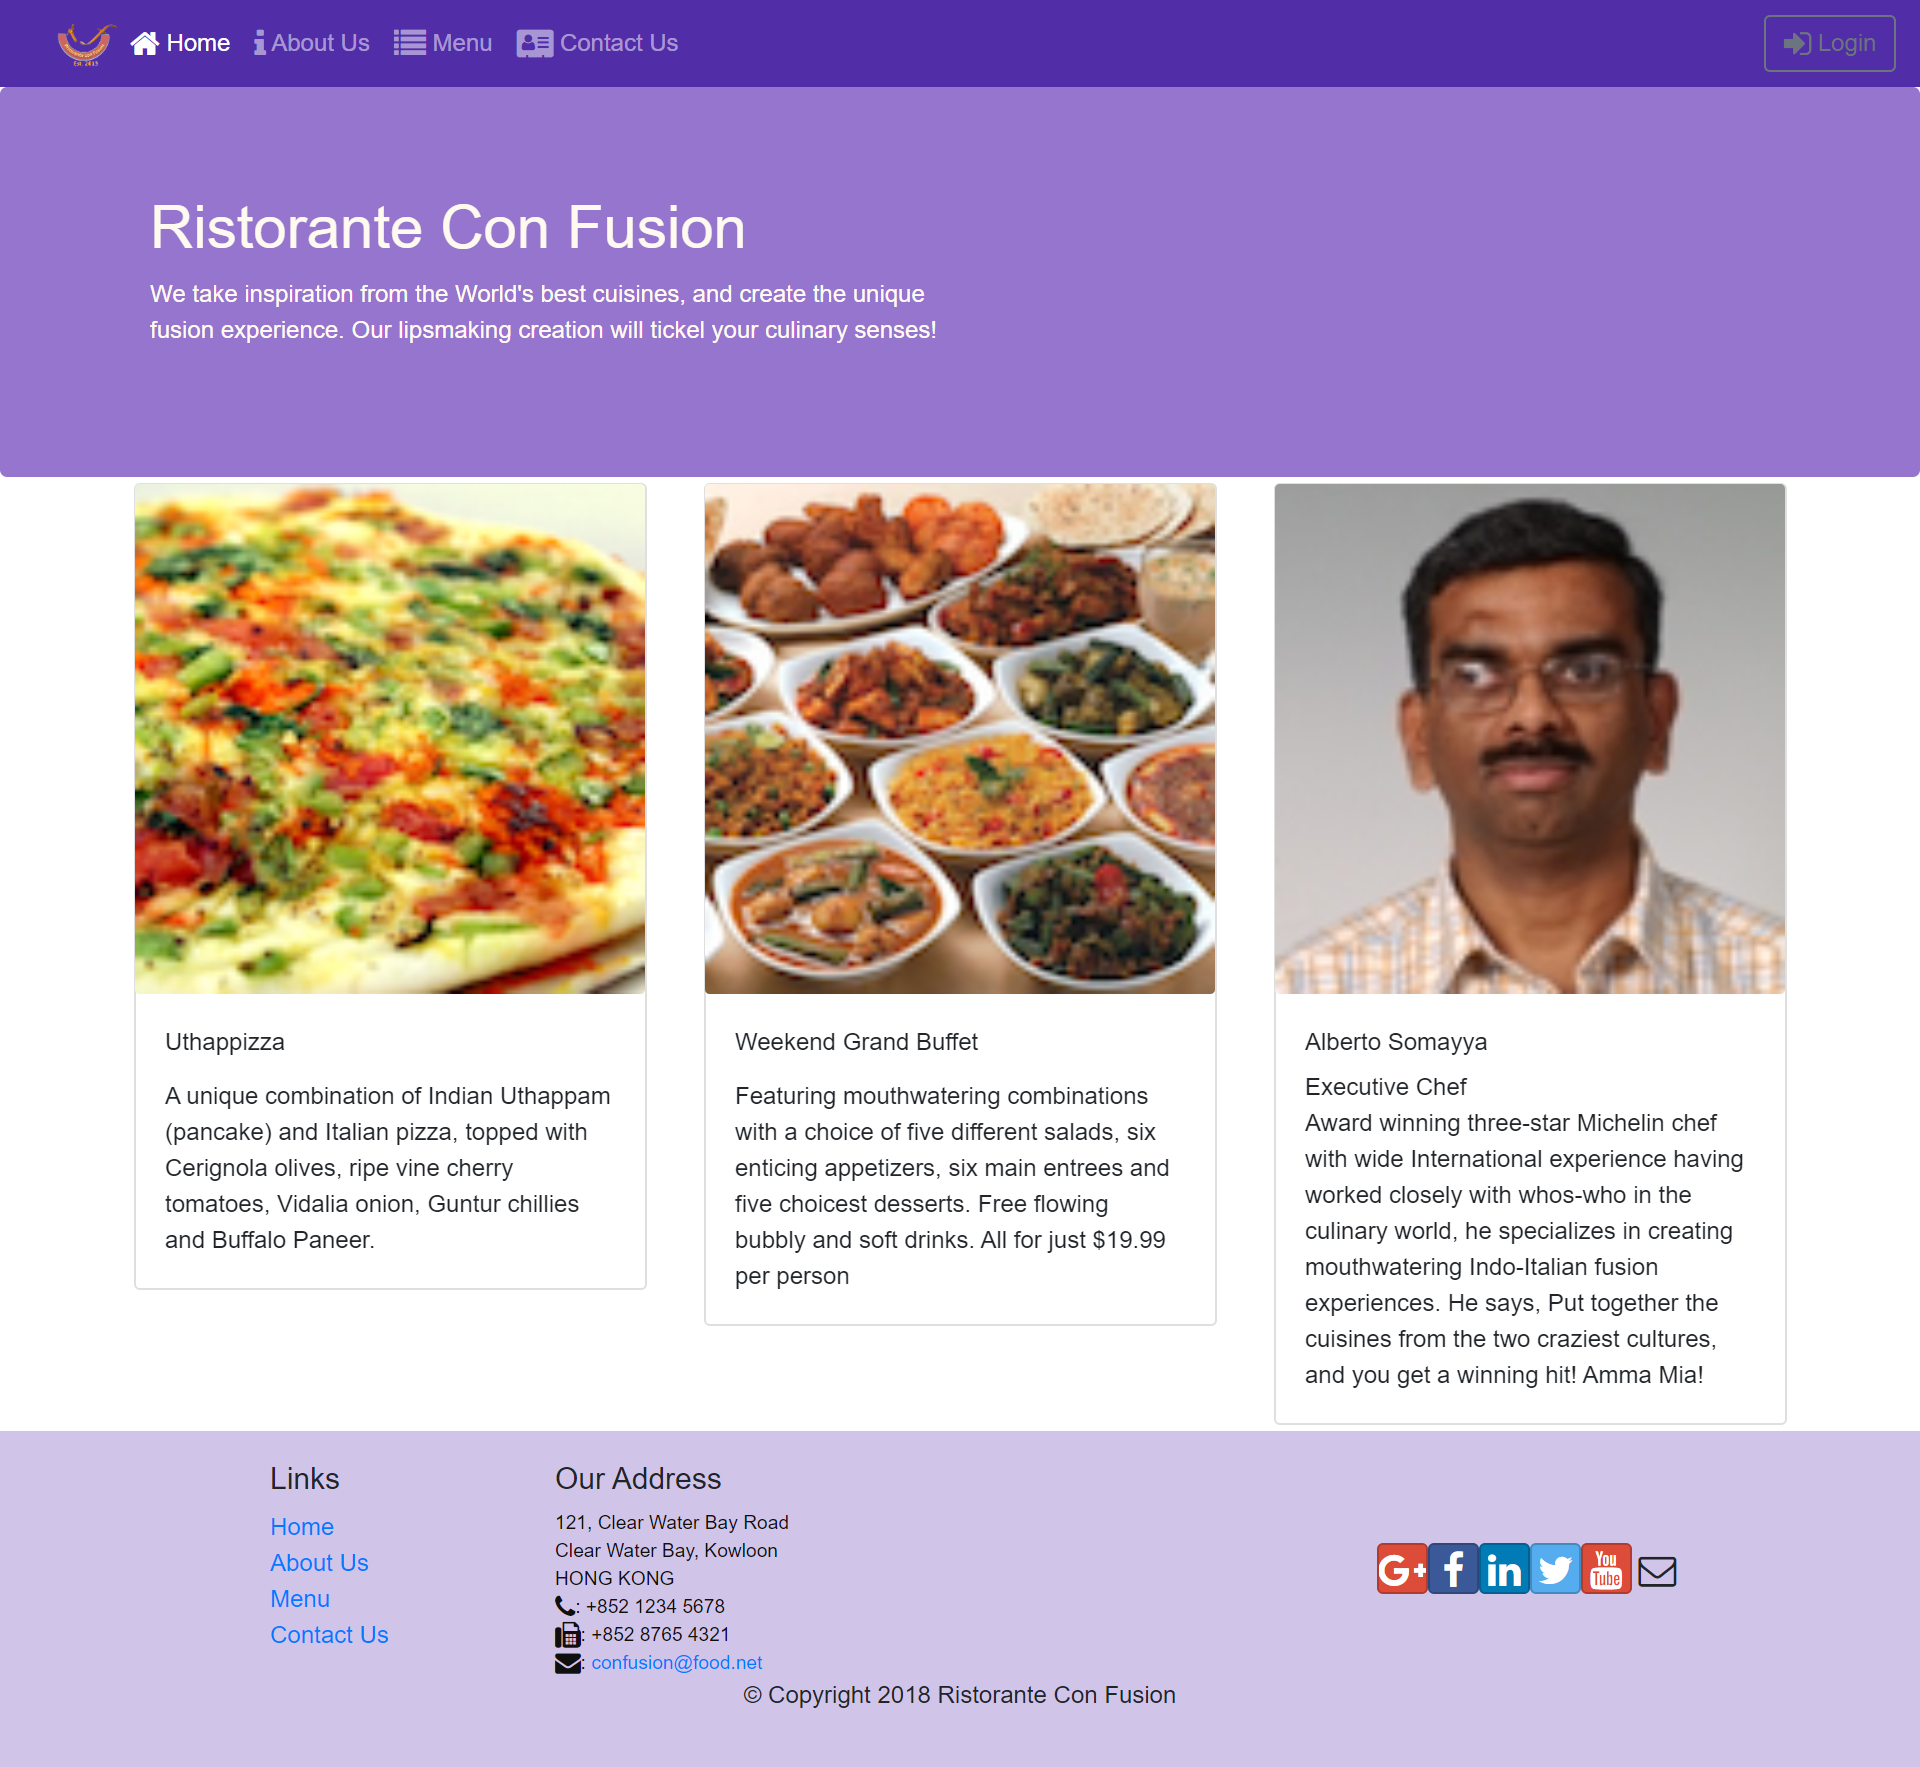 Home About Us Menu Contact Us Login
Ristorante Con Fusion
We take inspiration from the World's best cuisines, and create the unique
fusion experience. Our lipsmaking creation will tickel your culinary senses!
Uthappizza
A unique combination of Indian Uthappam
(pancake) and Italian pizza, topped with
Cerignola olives, ripe vine cherry
tomatoes, Vidalia onion, Guntur chillies
and Buffalo Paneer.
Weekend Grand Buffet
Featuring mouthwatering combinations
with a choice of five different salads, six
enticing appetizers, six main entrees and
five choicest desserts. Free flowing
bubbly and soft drinks. All for just $19.99
per person
Alberto Somayya
Executive Chef
Award winning three-star Michelin chef
with wide International experience having
worked closely with whos-who in the
culinary world, he specializes in creating
mouthwatering Indo-Italian fusion
experiences. He says, Put together the
cuisines from the two craziest cultures,
and you get a winning hit! Amma Mia!
Links
Home
About Us
Menu
Contact Us
Our Address
121, Clear Water Bay Road
Clear Water Bay, Kowloon
HONG KONG
: +852 1234 5678
: +852 8765 4321
: confusion@food.net
G+ f in You
Tube
© Copyright 2018 Ristorante Con Fusion